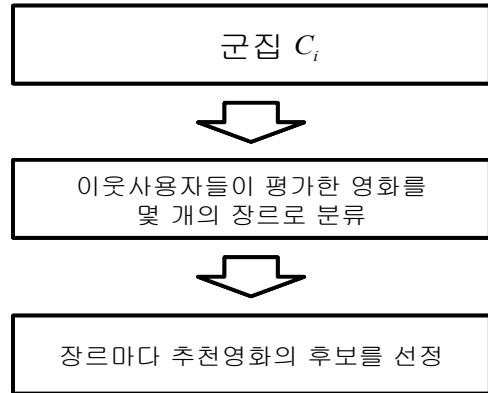 군집 C_i
이웃사용자들이 평가한 영화를
몇 개의 장르로 분류
장르마다 추천영화의 후보를 선정